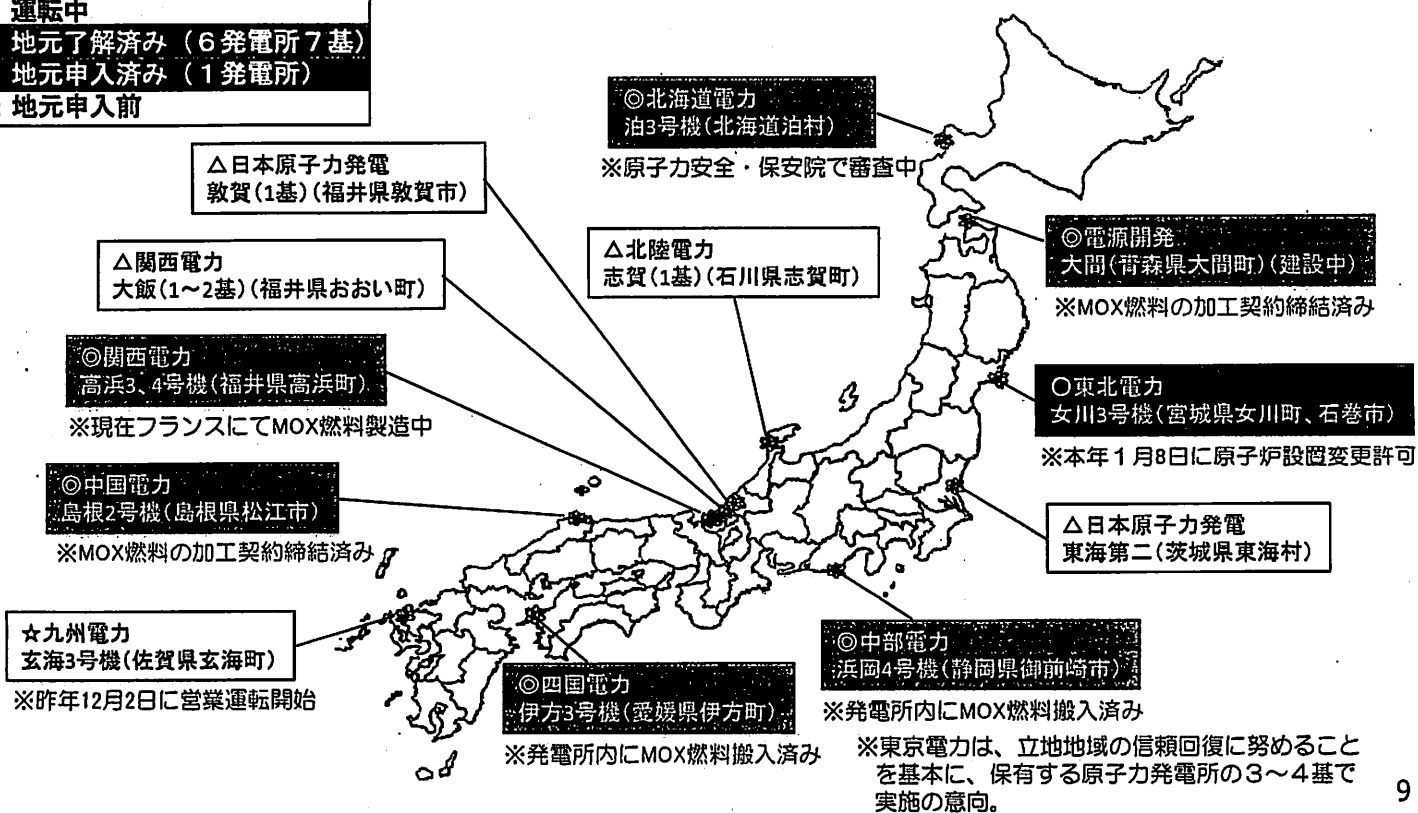 運転中
地元了解済み（６発電所７基）
地元申入済み（１発電所）
地元申入前
◎北海道電力
泊3号機(北海道泊村)
※原子力安全・保安院で審査中
△日本原子力発電
敦賀(1基)(福井県敦賀市)
◎電源開発
大間(青森県大間町)(建設中)
※MOX燃料の加工契約締結済み
△北陸電力
志賀(1基)(石川県志賀町)
△関西電力
大飯(1～2基)(福井県おおい町)
◎関西電力
高浜3、4号機(福井県高浜町)
※現在フランスにてMOX燃料製造中
〇東北電力
女川3号機(宮城県女川町、石巻市)
※本年１月8日に原子炉設置変更許可
◎中国電力
島根2号機(島根県松江市)
※MOX燃料の加工契約締結済み
△日本原子力発電
東海第二(茨城県東海村)
☆九州電力
玄海3号機(佐賀県玄海町)
※昨年12月2日に営業運転開始
◎四国電力
伊方3号機(愛媛県伊方町)
※発電所内にMOX燃料搬入済み
◎中部電力
浜岡4号機(静岡県御前崎市)
※発電所内にMOX燃料搬入済み
※東京電力は、立地地域の信頼回復に努めること
を基本に、保有する原子力発電所の３～４基で
実施の意向。
9